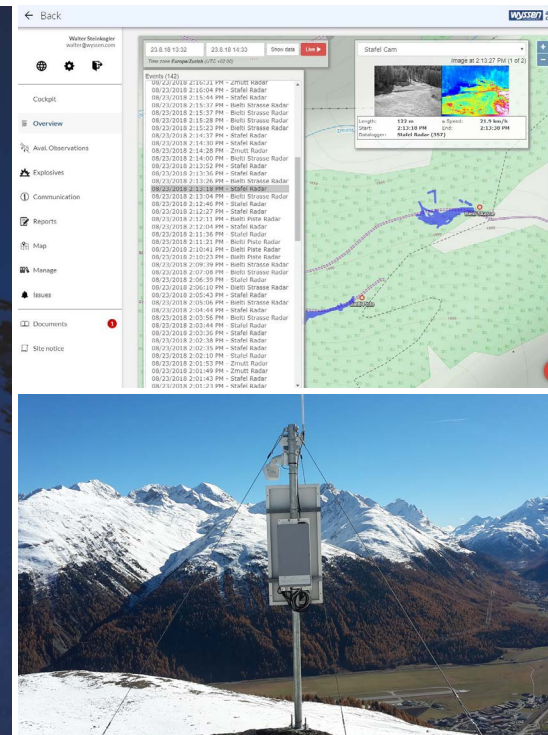 ← Back
WYSSEN
Walter Steinkogler
walter@wyssen.com
Cockpit
Overview
Aval. Observations
Explosives
Communication
Reports
Map
Manage
Issues
Documents
1
Site notice
23.8.18 13:32
23.8.18 14:33
Show data
Live
Time zone Europe/Zurich (UTC +02:00)
Events (142)
08/23/2018 2:16:31 PM - Zmutt Radar
08/23/2018 2:16:04 PM - Stafel Radar
08/23/2018 2:15:44 PM - Stafel Radar
08/23/2018 2:15:37 PM - Bielti Strasse Radar
08/23/2018 2:15:37 PM - Bielti Strasse Radar
08/23/2018 2:15:28 PM - Bielti Strasse Radar
08/23/2018 2:15:23 PM - Bielti Strasse Radar
08/23/2018 2:14:37 PM - Stafel Radar
08/23/2018 2:14:30 PM - Stafel Radar
08/23/2018 2:14:28 PM - Zmutt Radar
08/23/2018 2:14:00 PM - Bielti Strasse Radar
08/23/2018 2:13:52 PM - Stafel Radar
08/23/2018 2:13:36 PM - Stafel Radar
08/23/2018 2:13:26 PM - Bielti Strasse Radar
08/23/2018 2:13:18 PM - Stafel Radar
08/23/2018 2:13:04 PM - Bielti Strasse Radar
08/23/2018 2:12:46 PM - Stafel Radar
08/23/2018 2:12:27 PM - Stafel Radar
08/23/2018 2:12:11 PM - Bielti Piste Radar
08/23/2018 2:12:04 PM - Stafel Radar
08/23/2018 2:11:36 PM - Stafel Radar
08/23/2018 2:11:21 PM - Bielti Piste Radar
08/23/2018 2:10:41 PM - Bielti Piste Radar
08/23/2018 2:10:23 PM - Bielti Piste Radar
08/23/2018 2:09:39 PM - Bielti Strasse Radar
08/23/2018 2:07:08 PM - Bielti Strasse Radar
08/23/2018 2:06:39 PM - Stafel Radar
08/23/2018 2:06:10 PM - Bielti Strasse Radar
08/23/2018 2:05:43 PM - Stafel Radar
08/23/2018 2:05:06 PM - Bielti Strasse Radar
08/23/2018 2:04:44 PM - Stafel Radar
08/23/2018 2:03:56 PM - Bielti Strasse Radar
08/23/2018 2:03:44 PM - Stafel Radar
08/23/2018 2:03:36 PM - Stafel Radar
08/23/2018 2:02:38 PM - Stafel Radar
08/23/2018 2:02:35 PM - Stafel Radar
08/23/2018 2:02:10 PM - Stafel Radar
08/23/2018 2:01:53 PM - Zmutt Radar
08/23/2018 2:01:49 PM - Zmutt Radar
08/23/2018 2:01:43 PM - Stafel Radar
08/23/2018 2:01:23 PM - Stafel Radar
Stafel Cam
Image at 2:13:27 PM (1 of 2)
Length: 123 m
⌀ Speed: 21.9 km/h
Start: 2:13:18 PM
End: 2:13:38 PM
Datalogger: Stafel Radar (357)
+
-